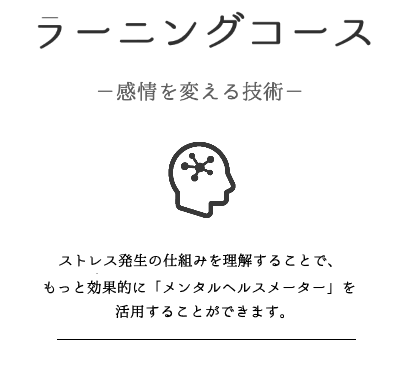 ラーニングコース
－感情を変える技術－
ストレス発生の仕組みを理解することで、
もっと効果的に「メンタルヘルスメーター」を
活用することができます。